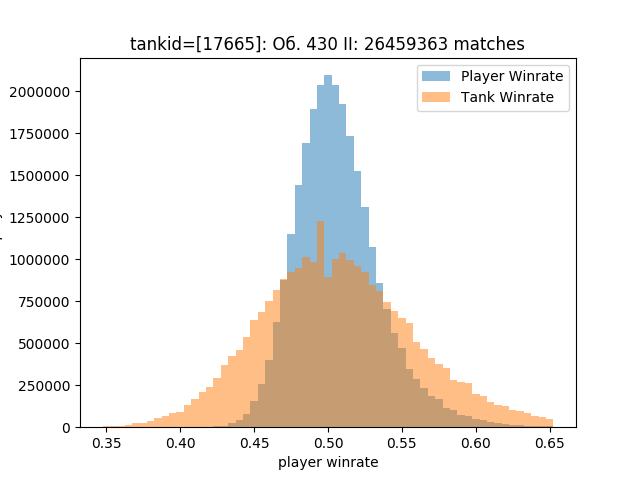 tankid=[17665]: Об. 430 II: 26459363 matches
Player Winrate
Tank Winrate
2000000
1750000
1500000
1250000
1000000
750000
500000
250000
0
0.35 0.40 0.45 0.50 0.55 0.60 0.65
player winrate